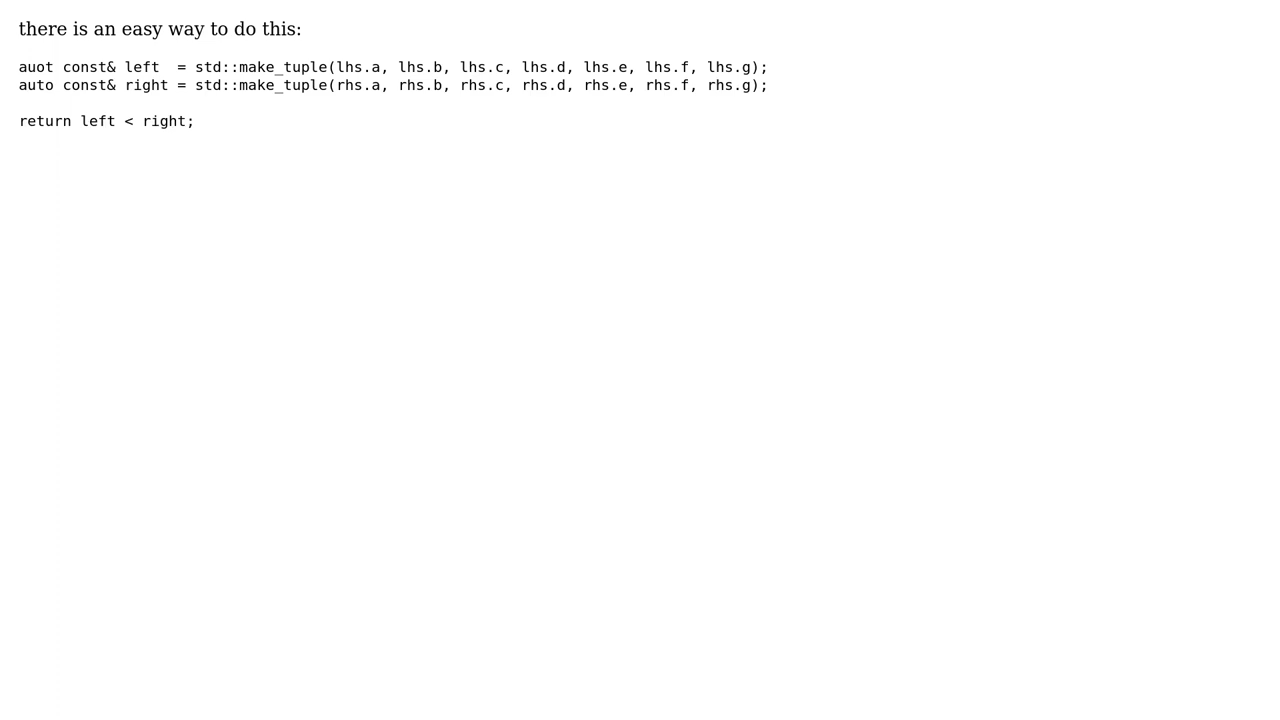 there is an easy way to do this:
auot const& left  = std::make_tuple(lhs.a, lhs.b, lhs.c, lhs.d, lhs.e, lhs.f, lhs.g);
auto const& right = std::make_tuple(rhs.a, rhs.b, rhs.c, rhs.d, rhs.e, rhs.f, rhs.g);
return left < right;